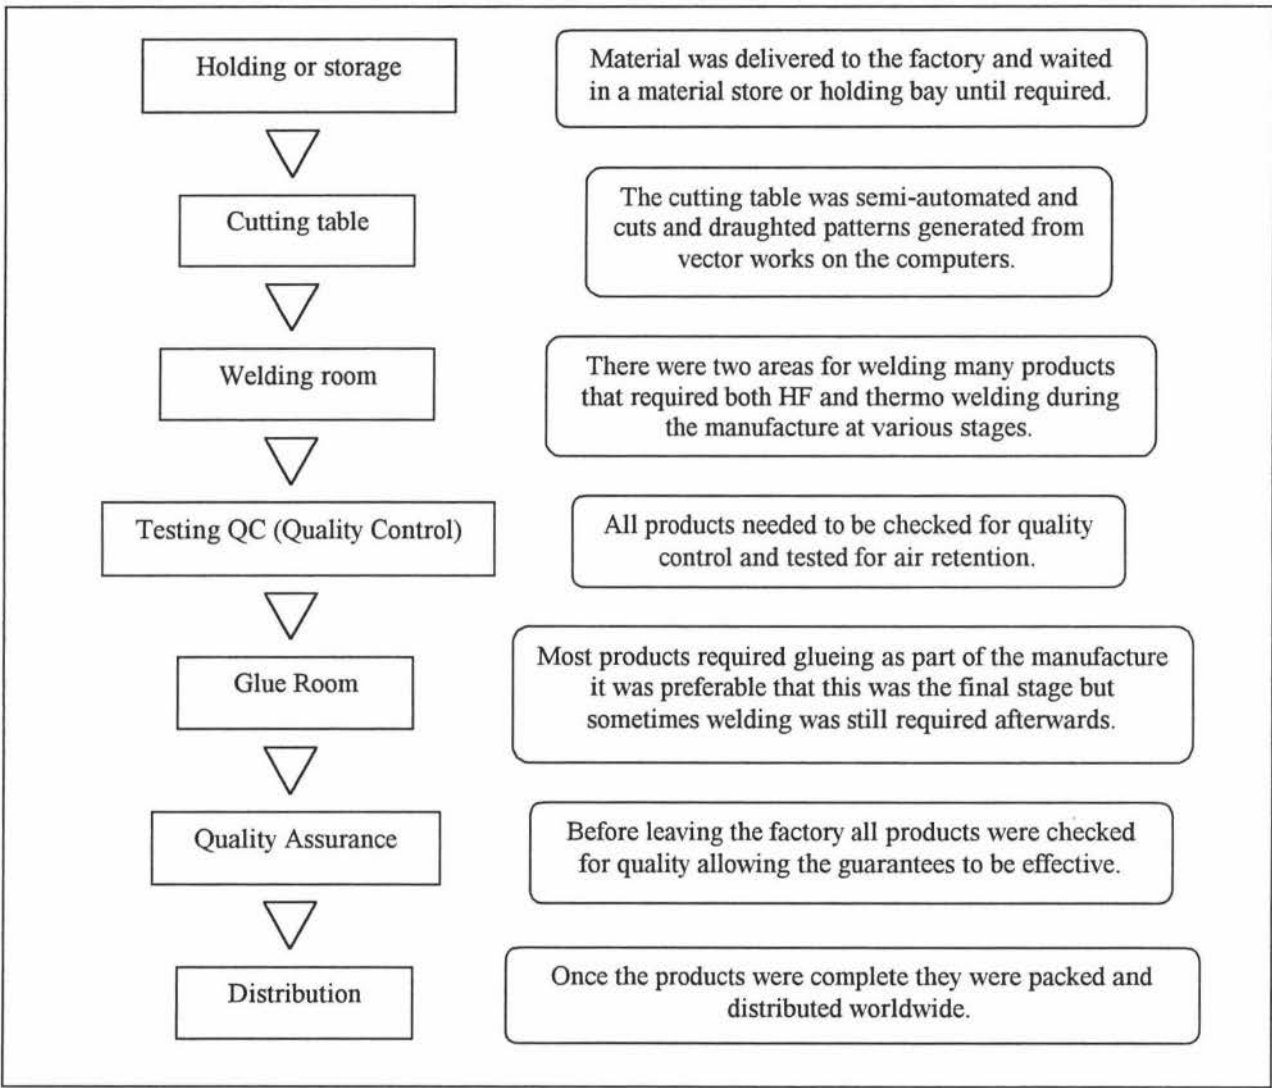 Holding or storage
Material was delivered to the factory and waited
in a material store or holding bay until required.
Cutting table
The cutting table was semi-automated and
cuts and draughted patterns generated from
vector works on the computers.
Welding room
There were two areas for welding many products
that required both HF and thermo welding during
the manufacture at various stages.
Testing QC (Quality Control)
All products needed to be checked for quality
control and tested for air retention.
Glue Room
Most products required glueing as part of the manufacture
it was preferable that this was the final stage but
sometimes welding was still required afterwards.
Quality Assurance
Before leaving the factory all products were checked
for quality allowing the guarantees to be effective.
Distribution
Once the products were complete they were packed and
distributed worldwide.